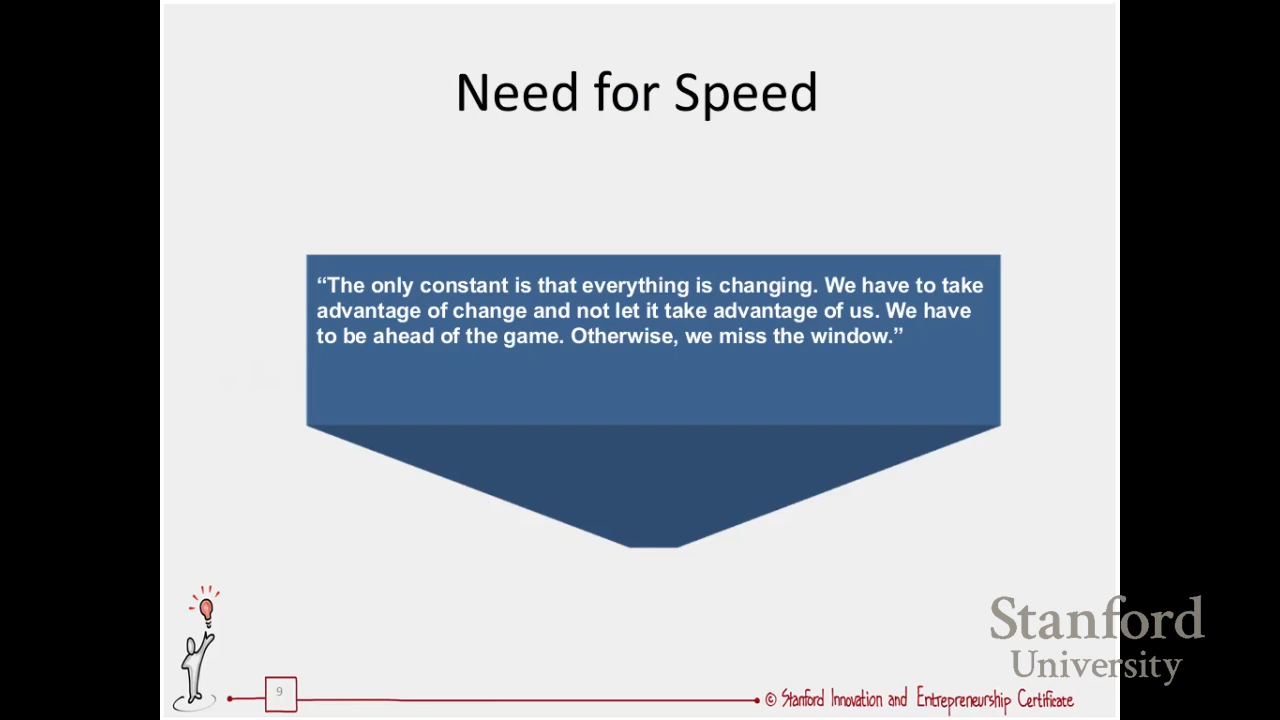 Need for Speed
“The only constant is that everything is changing. We have to take
advantage of change and not let it take advantage of us. We have
to be ahead of the game. Otherwise, we miss the window.”
Stanford
University
9
© Stanford Innovation and Entrepreneurship Certificate